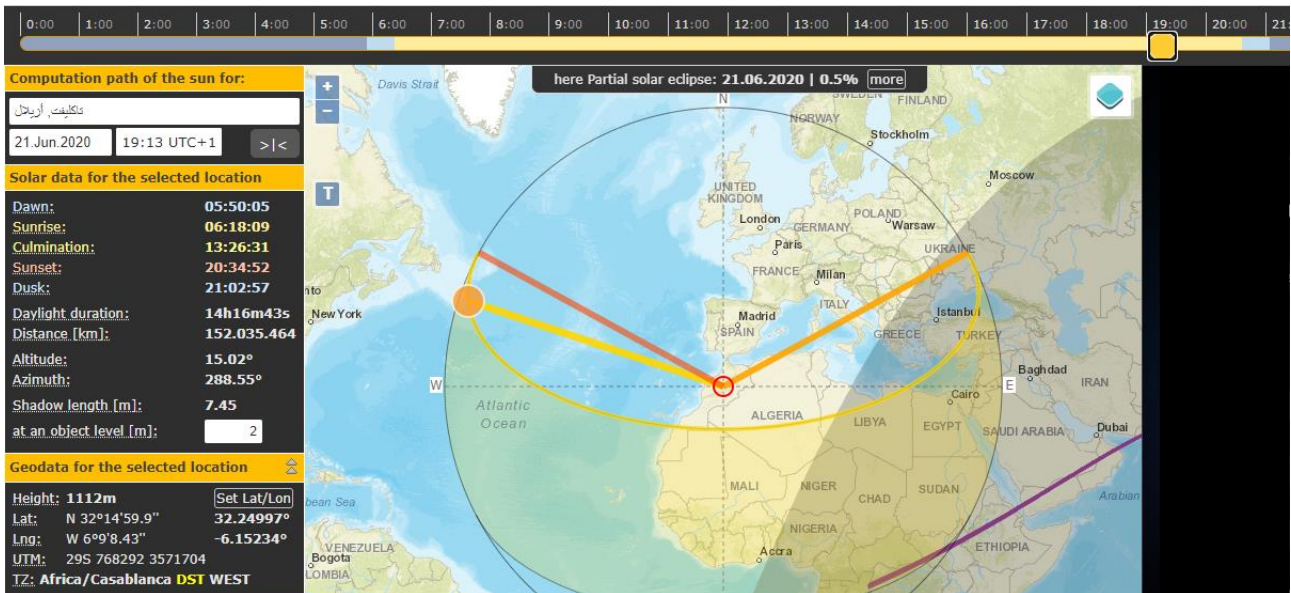 0:00 1:00 2:00 3:00 4:00 5:00 6:00 7:00 8:00 9:00 10:00 11:00 12:00 13:00 14:00 15:00 16:00 17:00 18:00 19:00 20:00 21:
Computation path of the sun for:
تاكلفت, أزيلال
21.Jun.2020 19:13 UTC+1 >|<
Solar data for the selected location
Dawn: 05:50:05
Sunrise: 06:18:09
Culmination: 13:26:31
Sunset: 20:34:52
Dusk: 21:02:57
Daylight duration: 14h16m43s
Distance [km]: 152.035.464
Altitude: 15.02°
Azimuth: 288.55°
Shadow length [m]: 7.45
at an object level [m]: 2
Geodata for the selected location
Height: 1112m Set Lat/Lon
Lat: N 32°14'59.9" 32.24997°
Lng: W 6°9'8.43" -6.15234°
UTM: 29S 768292 3571704
TZ: Africa/Casablanca DST WEST
here Partial solar eclipse: 21.06.2020 | 0.5% more
+
−
T
Davis Strait
N
SWEDEN
FINLAND
NORWAY
Stockholm
Moscow
UNITED
KINGDOM
London
GERMANY
POLAND
Warsaw
Paris
UKRAINE
FRANCE
Milan
nto
New York
ITALY
Madrid
SPAIN
Istanbul
GREECE
TURKEY
Baghdad
IRAN
W
E
Cairo
Atlantic
Ocean
ALGERIA
LIBYA
EGYPT
SAUDI ARABIA
Dubai
MALI
NIGER
CHAD
SUDAN
Arabian
bean Sea
NIGERIA
ETHIOPIA
Accra
VENEZUELA
Bogota
LOMBIA